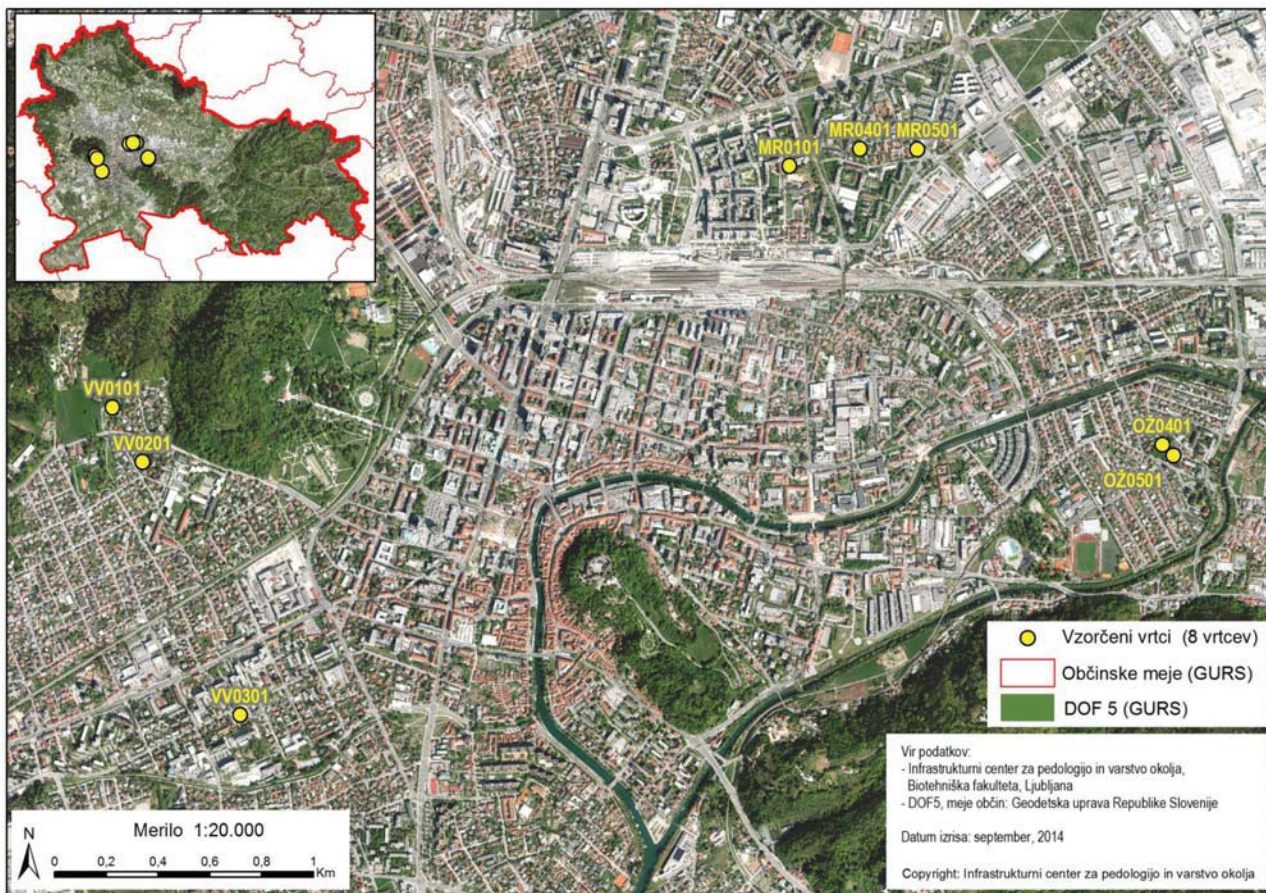 MR0101
MR0401
MR0501
VV0101
VV0201
OŽ0401
OŽ0501
VV0301
Vzorčeni vrtci (8 vrtcev)
Občinske meje (GURS)
DOF 5 (GURS)
Vir podatkov:
- Infrastrukturni center za pedologijo in varstvo okolja,
Biotehniška fakulteta, Ljubljana
- DOF5, meje občin: Geodetska uprava Republike Slovenije
Datum izrisa: september, 2014
Copyright: Infrastrukturni center za pedologijo in varstvo okolja
N
Merilo 1:20.000
0 0,2 0,4 0,6 0,8 1
Km